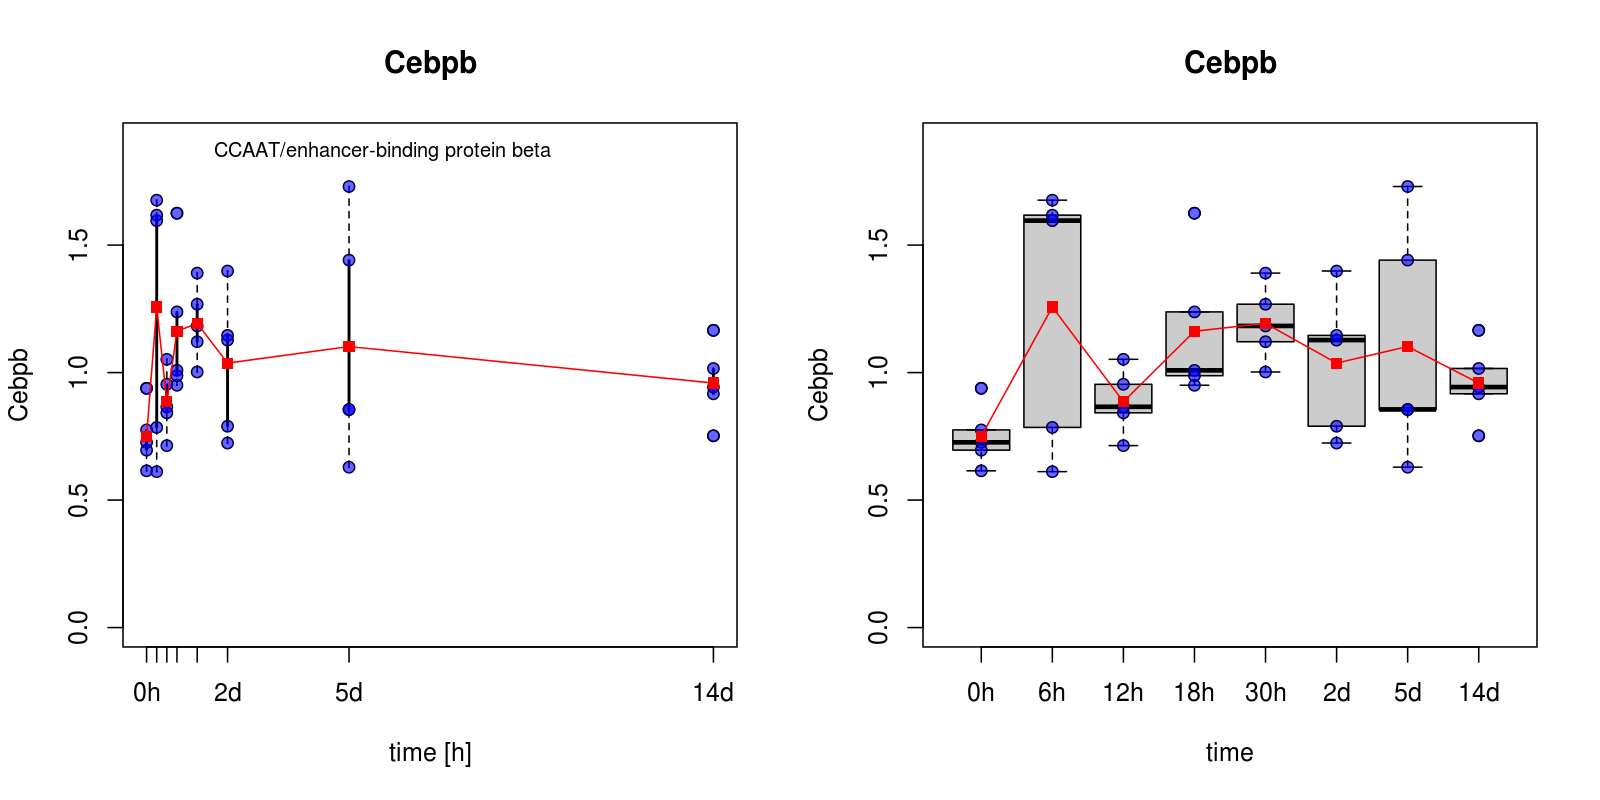 Cebpb
CCAAT/enhancer-binding protein beta
Cebpb
0.0 0.5 1.0 1.5
0h 2d 5d 14d
time [h]
Cebpb
Cebpb
0.0 0.5 1.0 1.5
0h 6h 12h 18h 30h 2d 5d 14d
time